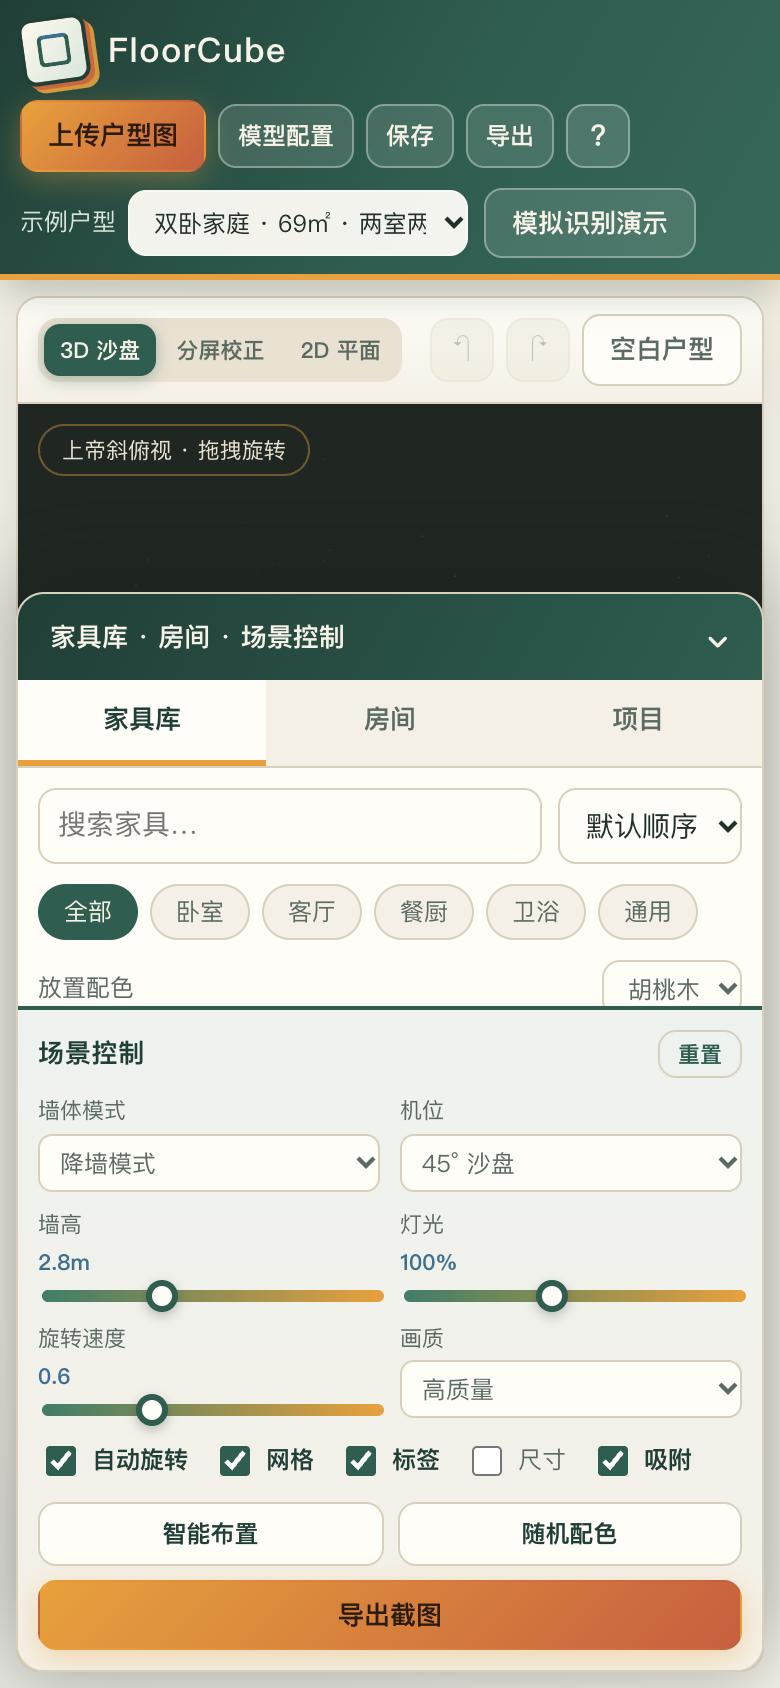 FloorCube
上传户型图 模型配置 保存 导出 ?
示例户型 双卧家庭 · 69㎡ · 两室两 模拟识别演示
3D 沙盘 分屏校正 2D 平面 空白户型
上帝斜俯视 · 拖拽旋转
家具库 · 房间 · 场景控制
家具库 房间 项目
搜索家具... 默认顺序
全部 卧室 客厅 餐厨 卫浴 通用
放置配色 胡桃木
场景控制 重置
墙体模式 机位
降墙模式 45° 沙盘
墙高 灯光
2.8m 100%
旋转速度 画质
0.6 高质量
自动旋转 网格 标签 尺寸 吸附
智能布置 随机配色
导出截图